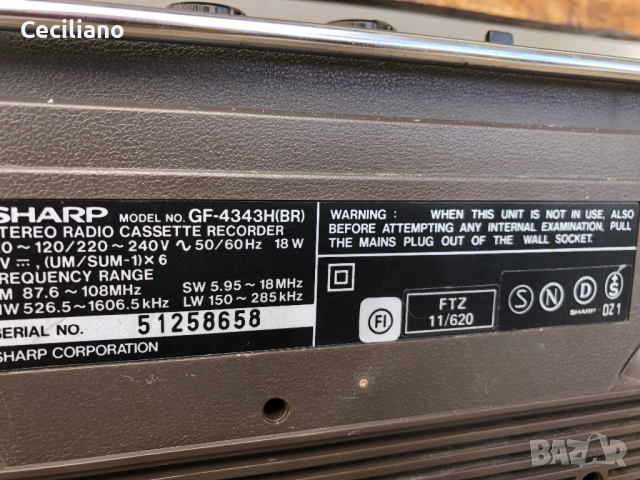 Ceciliano
SHARP MODEL NO. GF-4343H(BR)
STEREO RADIO CASSETTE RECORDER
0~120/220~240V ∿ 50/60Hz 18W
V ⎓, (UM/SUM-1)×6
FREQUENCY RANGE
FM 87.6~108MHz SW 5.95~18MHz
MW 526.5~1606.5kHz LW 150~285kHz
SERIAL NO. 51258658
SHARP CORPORATION
WARNING : WHEN THIS UNIT IS NOT IN USE, ALSO
BEFORE ATTEMPTING ANY INTERNAL EXAMINATION, PULL
THE MAINS PLUG OUT OF THE WALL SOCKET.
FI
FTZ
11/620
S N D S
SHARP DZ1
BAZAR